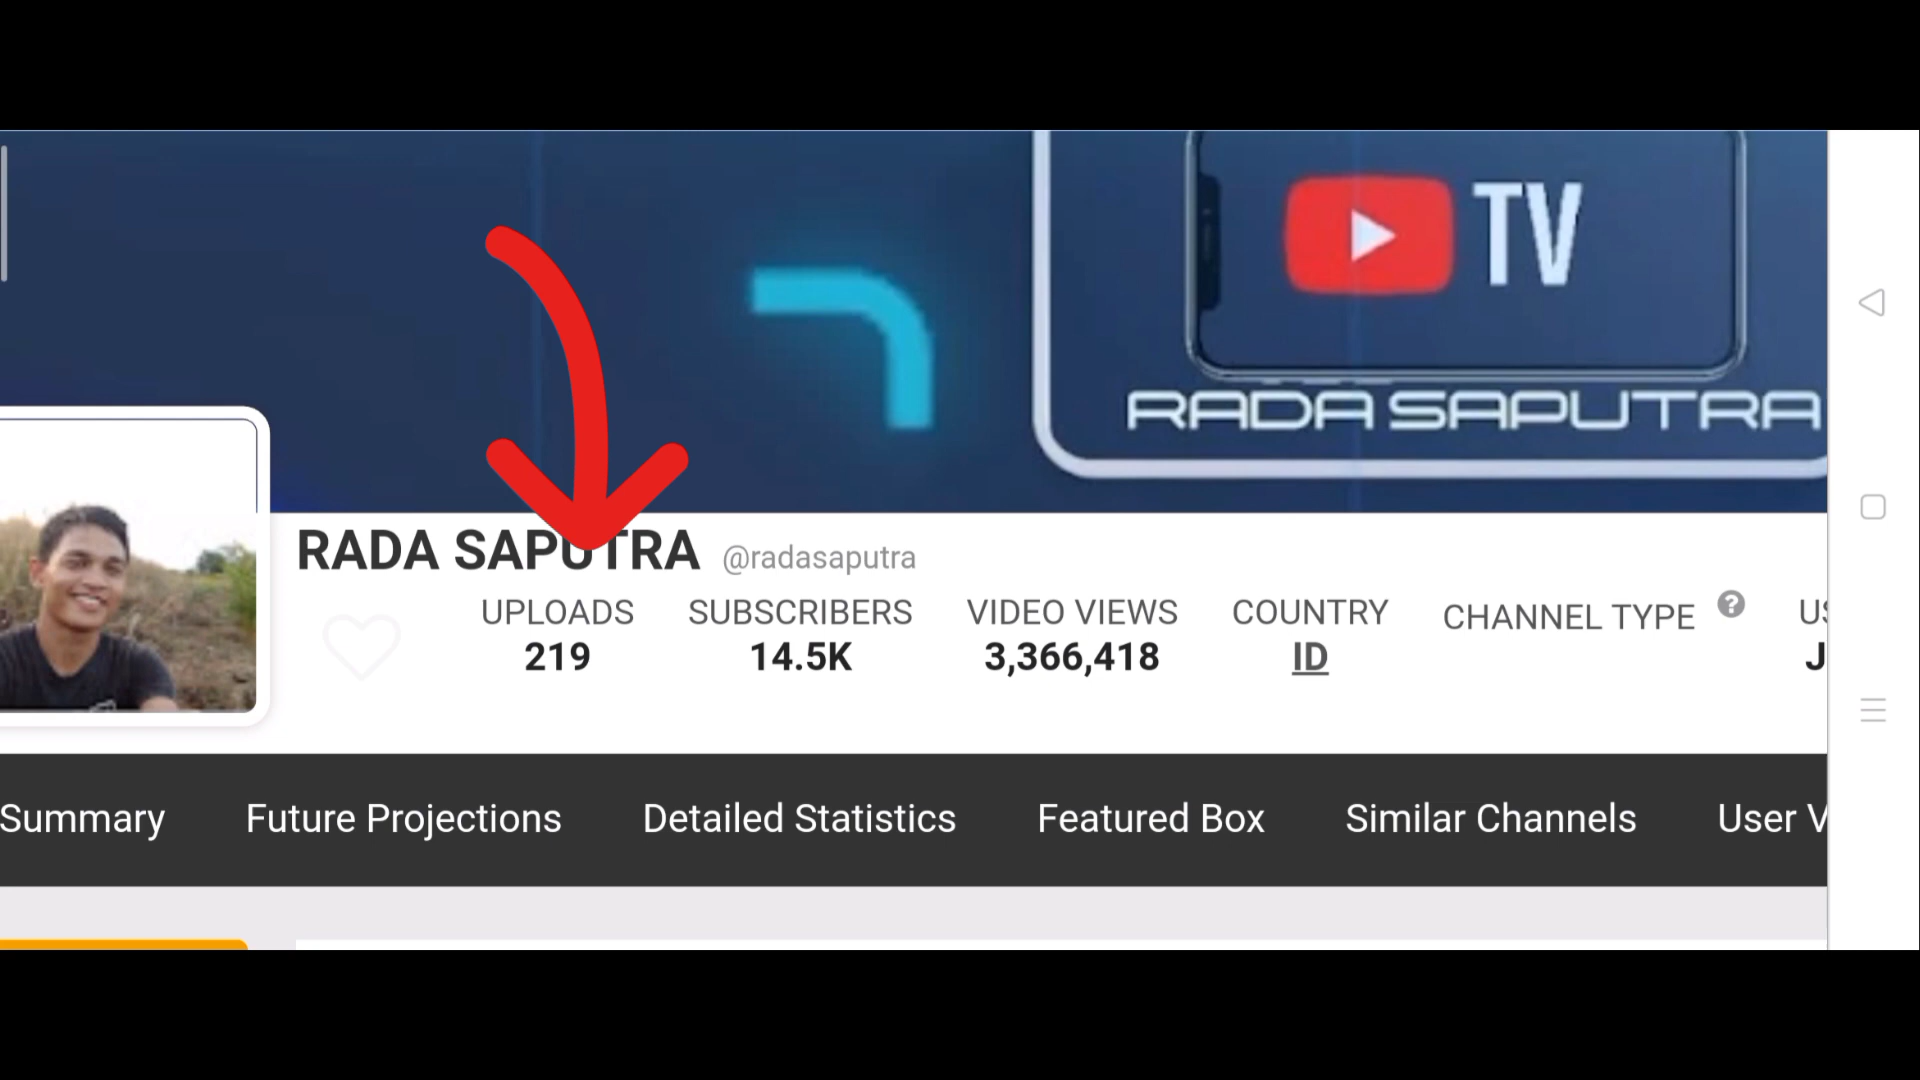 TV
RADA SAPUTRA
RADA SAPUTRA @radasaputra
UPLOADS SUBSCRIBERS VIDEO VIEWS COUNTRY CHANNEL TYPE ?
219 14.5K 3,366,418 ID
Summary Future Projections Detailed Statistics Featured Box Similar Channels User